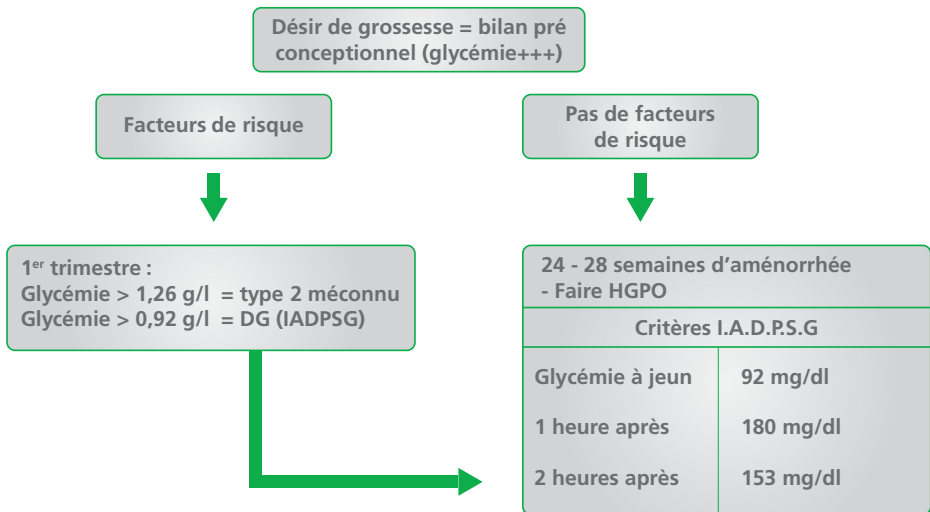 Désir de grossesse = bilan pré
conceptionnel (glycémie+++)
Facteurs de risque
Pas de facteurs
de risque
1er trimestre :
Glycémie > 1,26 g/l = type 2 méconnu
Glycémie > 0,92 g/l = DG (IADPSG)
24 - 28 semaines d’aménorrhée
- Faire HGPO
Critères I.A.D.P.S.G
Glycémie à jeun 92 mg/dl
1 heure après 180 mg/dl
2 heures après 153 mg/dl